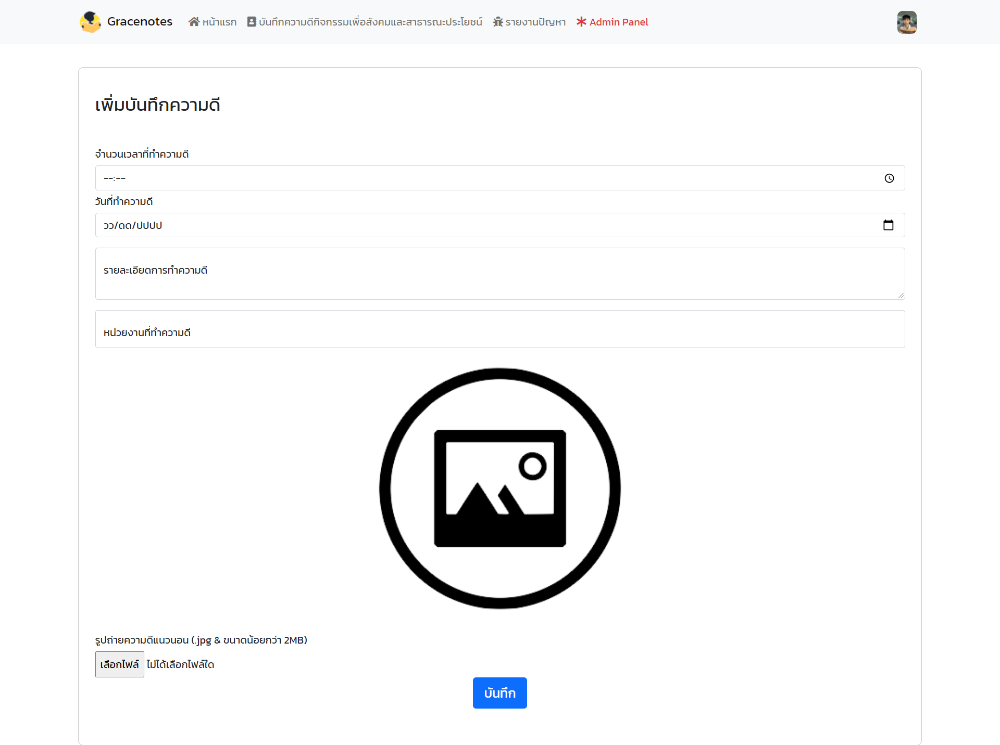 Gracenotes หน้าแรก บันทึกความดีกิจกรรมเพื่อสังคมและสาธารณะประโยชน์ รายงานปัญหา Admin Panel
เพิ่มบันทึกความดี
จำนวนเวลาที่ทำความดี
--:--
วันที่ทำความดี
วว/ดด/ปปปป
รายละเอียดการทำความดี
หน่วยงานที่ทำความดี
รูปถ่ายความดีแนวนอน (.jpg & ขนาดน้อยกว่า 2MB)
เลือกไฟล์ ไม่ได้เลือกไฟล์ใด
บันทึก